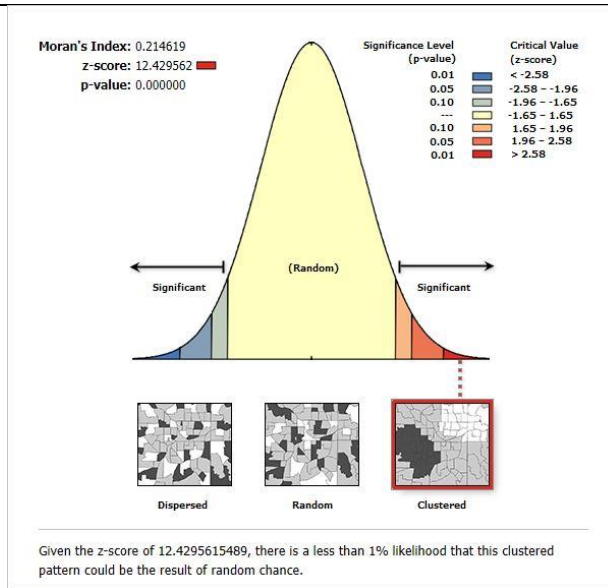 Moran's Index: 0.214619
z-score: 12.429562
p-value: 0.000000
Significance Level
(p-value)
Critical Value
(z-score)
0.01 < -2.58
0.05 -2.58 - -1.96
0.10 -1.96 - -1.65
--- -1.65 - 1.65
0.10 1.65 - 1.96
0.05 1.96 - 2.58
0.01 > 2.58
(Random)
Significant
Significant
Dispersed
Random
Clustered
Given the z-score of 12.4295615489, there is a less than 1% likelihood that this clustered
pattern could be the result of random chance.